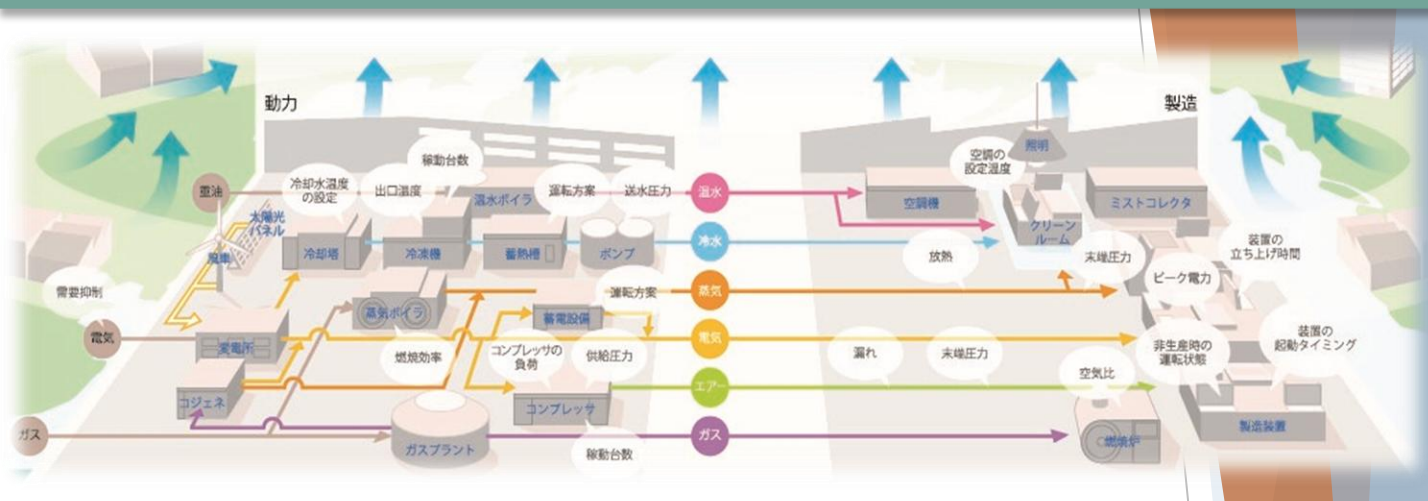 動力
製造
稼動台数
空調の
設定温度
照明
重油
冷却水温度
の設定
出口温度
温水ボイラ
運転方案
送水圧力
温水
空調機
クリーン
ルーム
ミストコレクタ
太陽光
パネル
風車
冷却塔
冷凍機
蓄熱槽
ポンプ
冷水
放熱
末端圧力
装置の
立ち上げ時間
需要抑制
蒸気ボイラ
運転方案
蓄電設備
蒸気
ピーク電力
電気
変電所
燃焼効率
コンプレッサの
負荷
供給圧力
電気
漏れ
末端圧力
非生産時の
運転状態
装置の
起動タイミング
コジェネ
コンプレッサ
エアー
空気比
ガス
ガスプラント
稼動台数
ガス
燃焼炉
製造装置